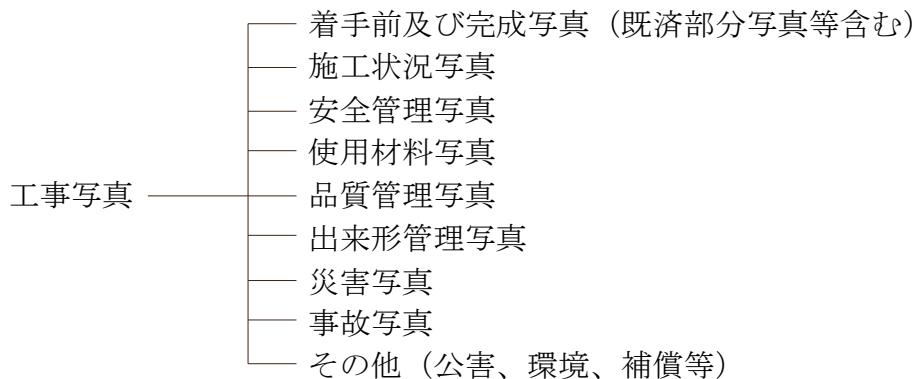 工事写真
着手前及び完成写真（既済部分写真等含む）
施工状況写真
安全管理写真
使用材料写真
品質管理写真
出来形管理写真
災害写真
事故写真
その他（公害、環境、補償等）